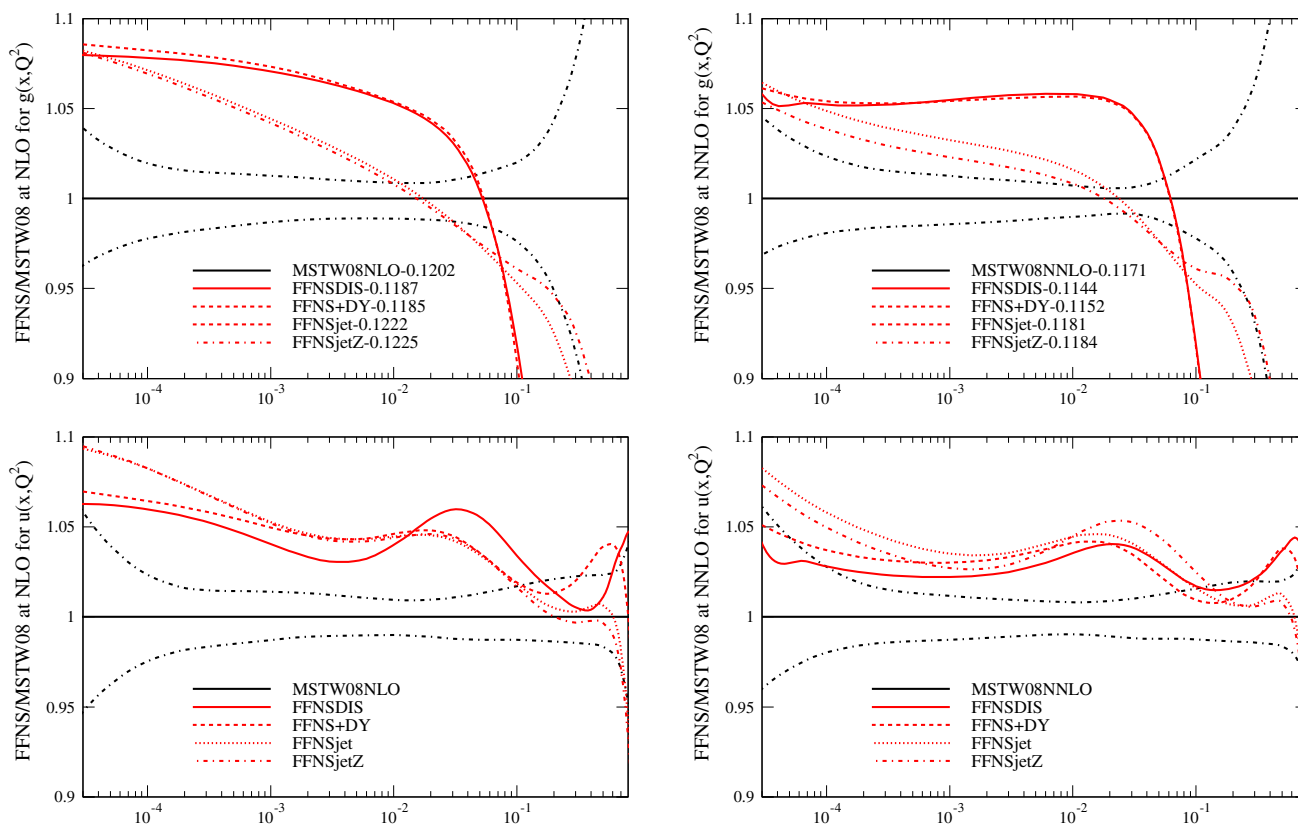 FFNS/MSTW08 at NLO for g(x,Q²)
1.1
1.05
1
0.95
0.9
MSTW08NLO-0.1202
FFNSDIS-0.1187
FFNS+DY-0.1185
FFNSjet-0.1222
FFNSjetZ-0.1225
10⁻⁴ 10⁻³ 10⁻² 10⁻¹
FFNS/MSTW08 at NNLO for g(x,Q²)
1.1
1.05
1
0.95
0.9
MSTW08NNLO-0.1171
FFNSDIS-0.1144
FFNS+DY-0.1152
FFNSjet-0.1181
FFNSjetZ-0.1184
10⁻⁴ 10⁻³ 10⁻² 10⁻¹
FFNS/MSTW08 at NLO for u(x,Q²)
1.1
1.05
1
0.95
0.9
MSTW08NLO
FFNSDIS
FFNS+DY
FFNSjet
FFNSjetZ
10⁻⁴ 10⁻³ 10⁻² 10⁻¹
FFNS/MSTW08 at NNLO for u(x,Q²)
1.1
1.05
1
0.95
0.9
MSTW08NNLO
FFNSDIS
FFNS+DY
FFNSjet
FFNSjetZ
10⁻⁴ 10⁻³ 10⁻² 10⁻¹